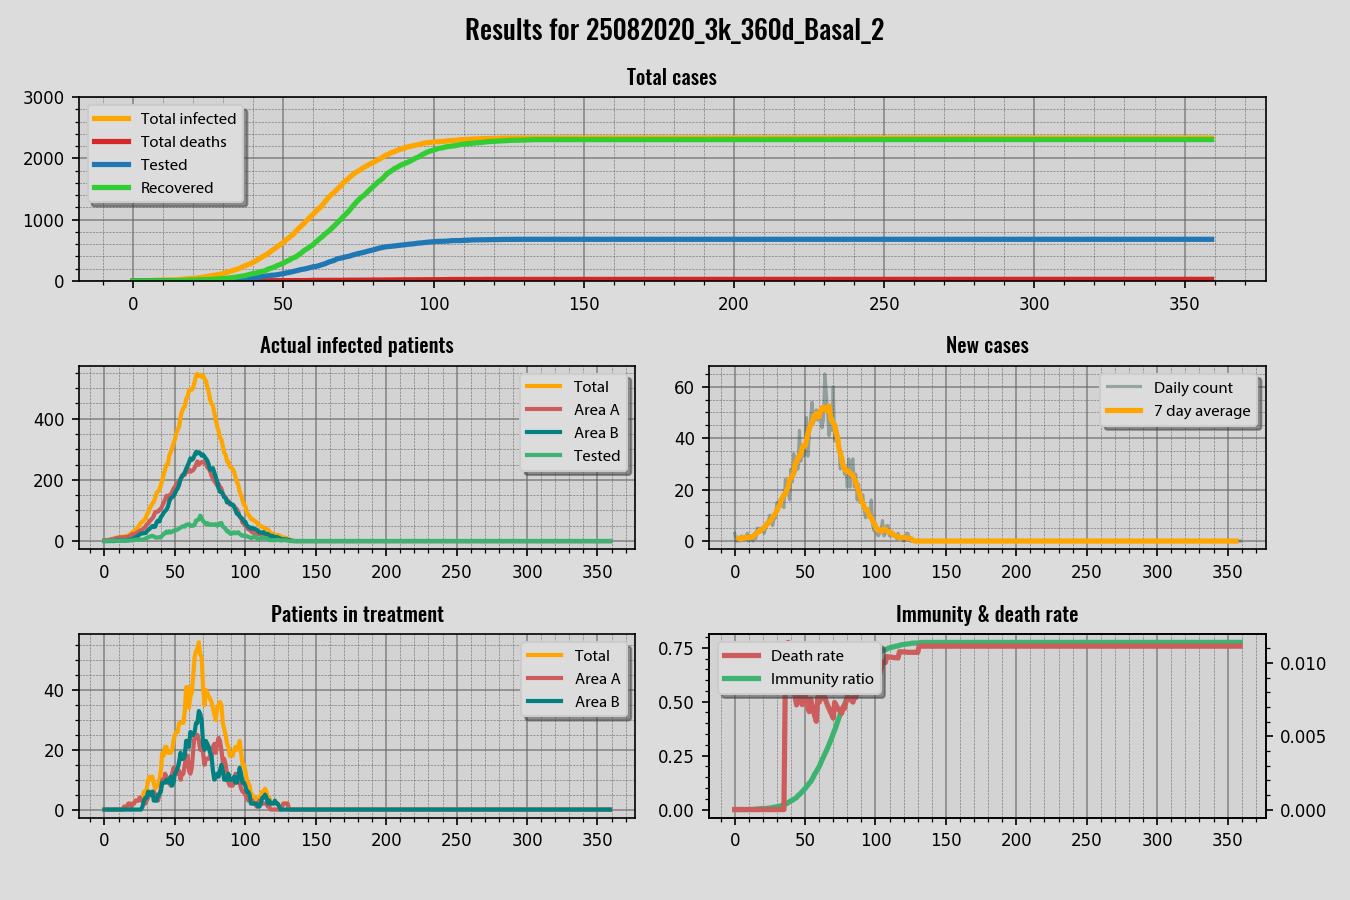 Results for 25082020_3k_360d_Basal_2
Total cases
3000
2000
1000
0
Total infected
Total deaths
Tested
Recovered
0 50 100 150 200 250 300 350
Actual infected patients
400
200
0
Total
Area A
Area B
Tested
0 50 100 150 200 250 300 350
New cases
60
40
20
0
Daily count
7 day average
0 50 100 150 200 250 300 350
Patients in treatment
40
20
0
Total
Area A
Area B
0 50 100 150 200 250 300 350
Immunity & death rate
0.75
0.50
0.25
0.00
Death rate
Immunity ratio
0.010
0.005
0.000
0 50 100 150 200 250 300 350